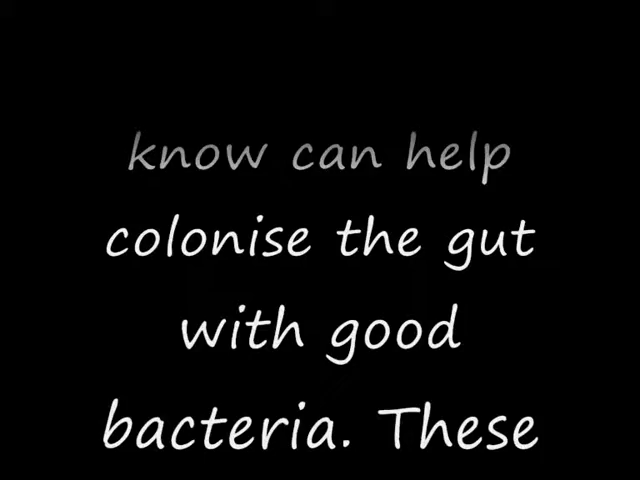 know can help
colonise the gut
with good
bacteria. These